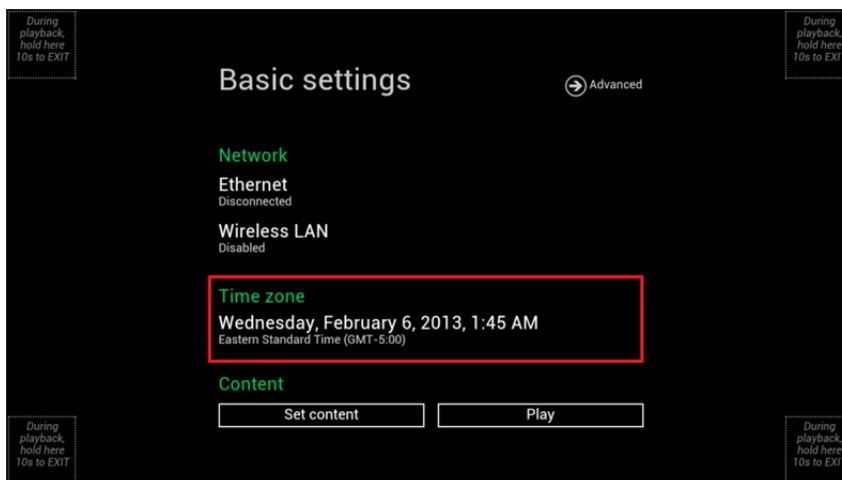 During
playback,
hold here
10s to EXIT
During
playback,
hold here
10s to EXI
Basic settings
Advanced
Network
Ethernet
Disconnected
Wireless LAN
Disabled
Time zone
Wednesday, February 6, 2013, 1:45 AM
Eastern Standard Time (GMT-5:00)
Content
Set content
Play
During
playback,
hold here
10s to EXIT
During
playback,
hold here
10s to EXI